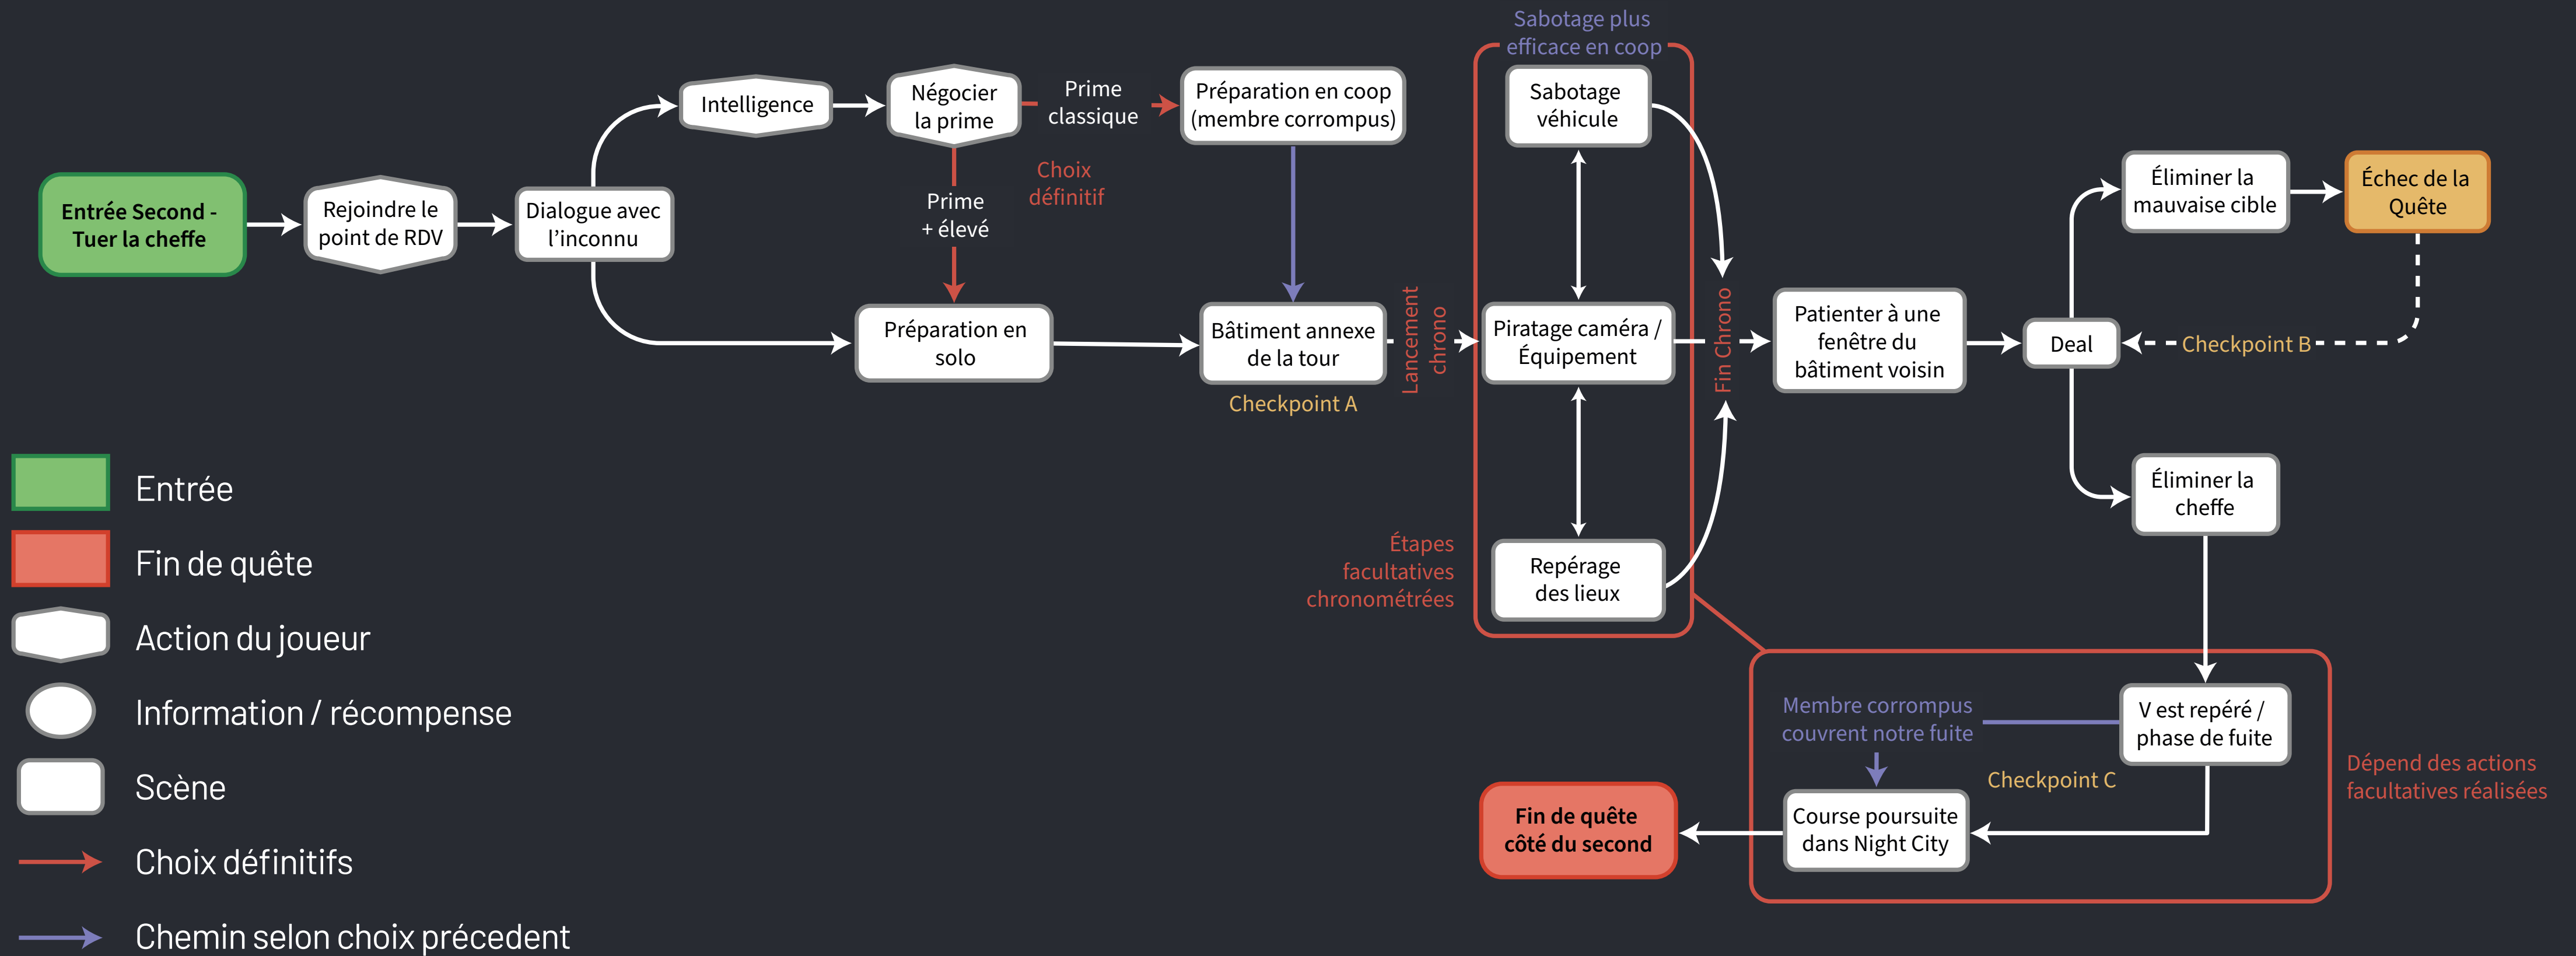 Sabotage plus
efficace en coop
Entrée Second -
Tuer la cheffe
Rejoindre le
point de RDV
Dialogue avec
l’inconnu
Intelligence
Négocier
la prime
Prime
classique
Préparation en coop
(membre corrompus)
Choix
définitif
Prime
+ élevé
Préparation en
solo
Bâtiment annexe
de la tour
Checkpoint A
Lancement
chrono
Sabotage
véhicule
Piratage caméra /
Équipement
Repérage
des lieux
Étapes
facultatives
chronométrées
Fin Chrono
Patienter à une
fenêtre du
bâtiment voisin
Deal
Éliminer la
mauvaise cible
Échec de la
Quête
Checkpoint B
Éliminer la
cheffe
V est repéré /
phase de fuite
Membre corrompus
couvrent notre fuite
Checkpoint C
Course poursuite
dans Night City
Dépend des actions
facultatives réalisées
Fin de quête
côté du second
Entrée
Fin de quête
Action du joueur
Information / récompense
Scène
Choix définitifs
Chemin selon choix précedent